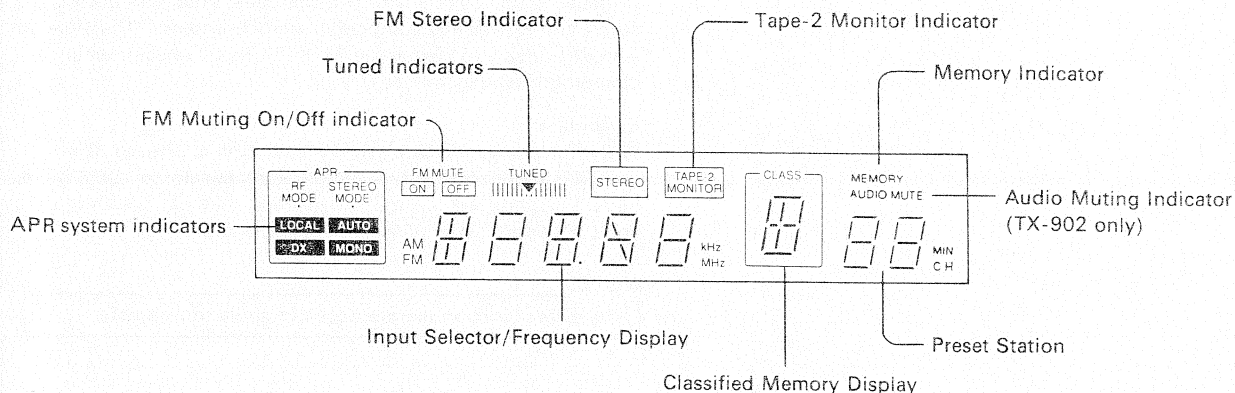 FM Stereo Indicator
Tape-2 Monitor Indicator
Tuned Indicators
Memory Indicator
FM Muting On/Off indicator
APR
RF MODE
STEREO MODE
LOCAL
AUTO
DX
MONO
FM MUTE
ON
OFF
TUNED
STEREO
TAPE 2
MONITOR
CLASS
MEMORY
AUDIO MUTE
AM
FM
kHz
MHz
MIN
CH
APR system indicators
Audio Muting Indicator
(TX-902 only)
Input Selector/Frequency Display
Preset Station
Classified Memory Display